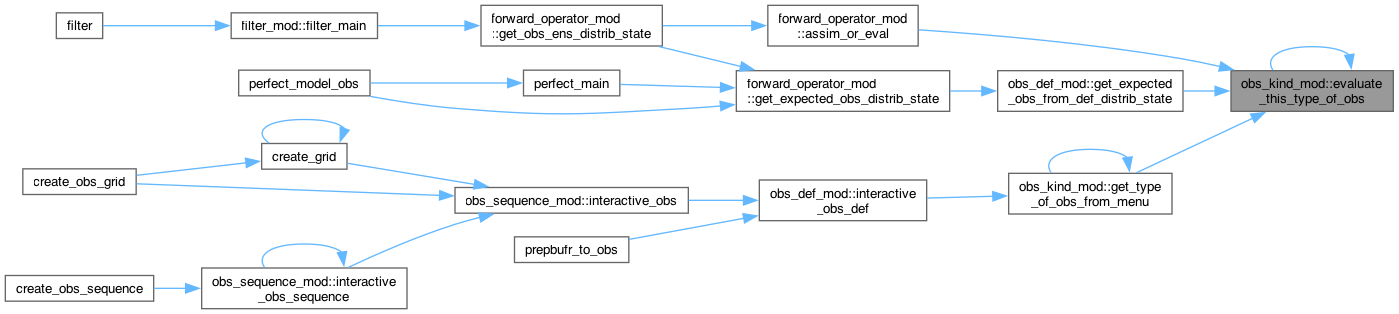 filter
filter_mod::filter_main
forward_operator_mod
::get_obs_ens_distrib_state
forward_operator_mod
::assim_or_eval
perfect_model_obs
perfect_main
forward_operator_mod
::get_expected_obs_distrib_state
obs_def_mod::get_expected
_obs_from_def_distrib_state
obs_kind_mod::evaluate
_this_type_of_obs
create_grid
create_obs_grid
obs_sequence_mod::interactive_obs
obs_def_mod::interactive
_obs_def
obs_kind_mod::get_type
_of_obs_from_menu
prepbufr_to_obs
create_obs_sequence
obs_sequence_mod::interactive
_obs_sequence